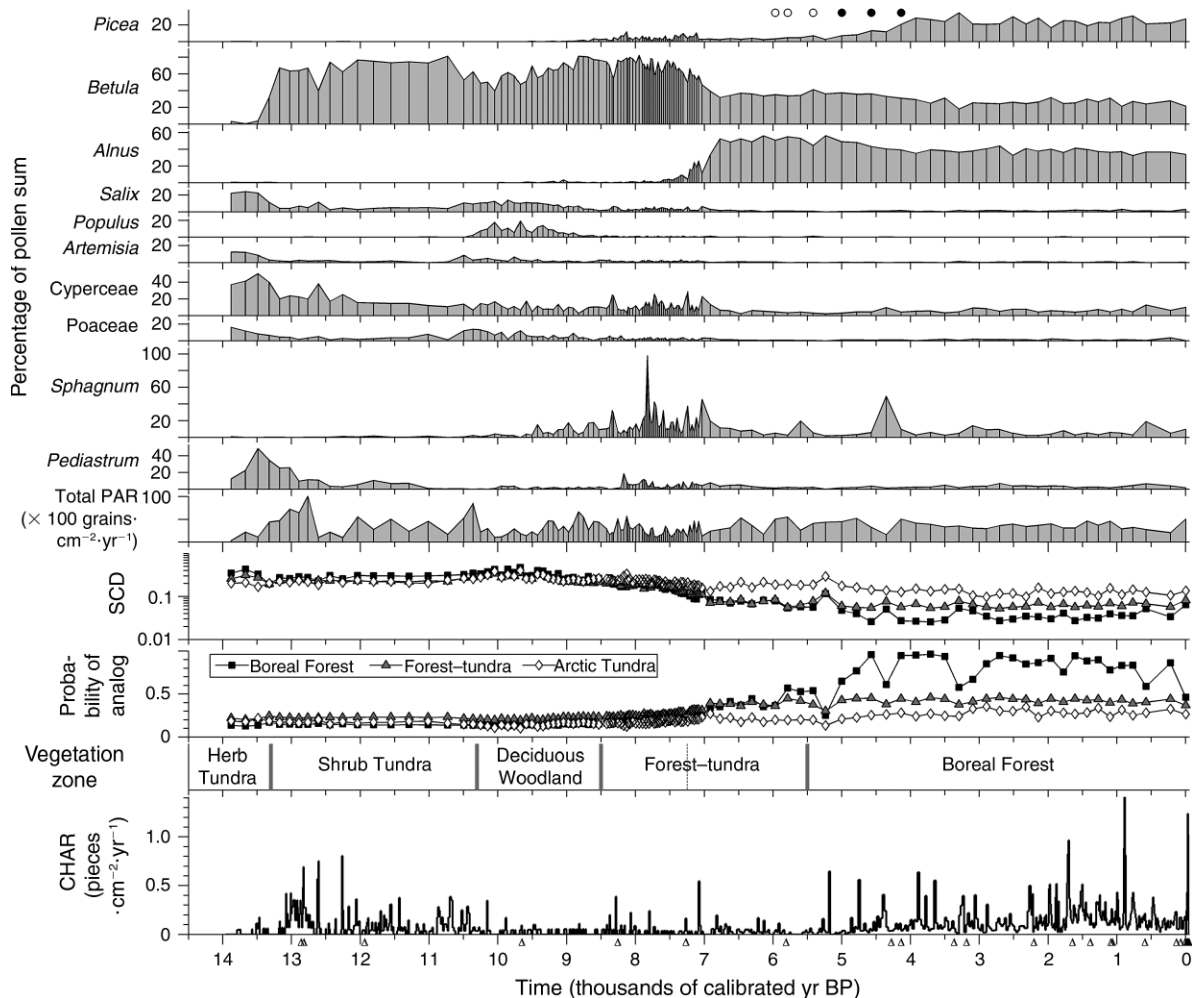 Percentage of pollen sum
Picea 20
Betula 60 20
Alnus 60 20
Salix 20
Populus 20
Artemisia 20
Cyperceae 40 20
Poaceae 20
Sphagnum 100 60 20
Pediastrum 40 20
Total PAR 100
(× 100 grains·
cm⁻²·yr⁻¹)
SCD 0.1 0.01
Proba-
bility of
analog
0.5 0
Boreal Forest Forest–tundra Arctic Tundra
Vegetation
zone
Herb
Tundra
Shrub Tundra
Deciduous
Woodland
Forest–tundra
Boreal Forest
CHAR
(pieces
·cm⁻²·yr⁻¹)
1.0 0.5 0
14 13 12 11 10 9 8 7 6 5 4 3 2 1 0
Time (thousands of calibrated yr BP)